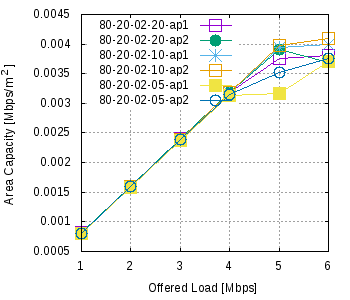 0.0045
0.004
0.0035
0.003
0.0025
0.002
0.0015
0.001
0.0005
Area Capacity [Mbps/m²]
80-20-02-20-ap1
80-20-02-20-ap2
80-20-02-10-ap1
80-20-02-10-ap2
80-20-02-05-ap1
80-20-02-05-ap2
1 2 3 4 5 6
Offered Load [Mbps]